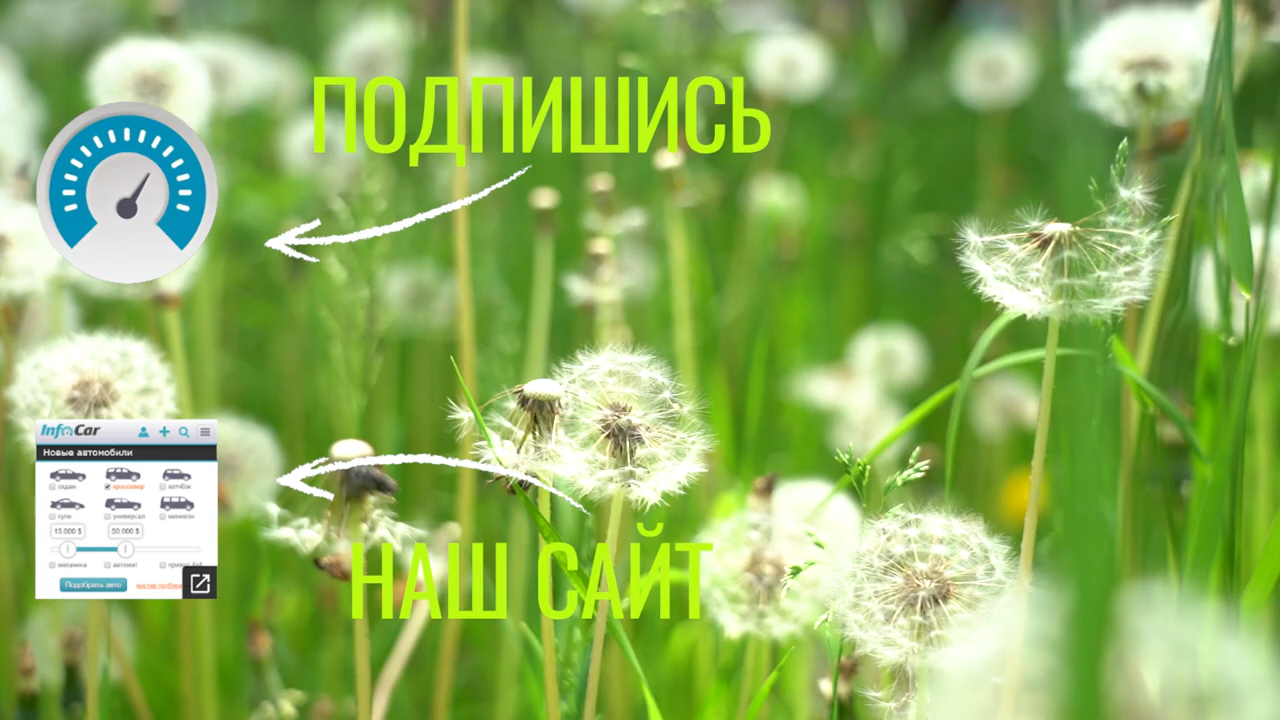 ПОДПИШИСЬ
InfoCar
Новые автомобили
седан кроссовер хэтчбэк
купе универсал минивэн
15 000 $ 50 000 $
механика автомат
Подобрать авто
НАШ САЙТ